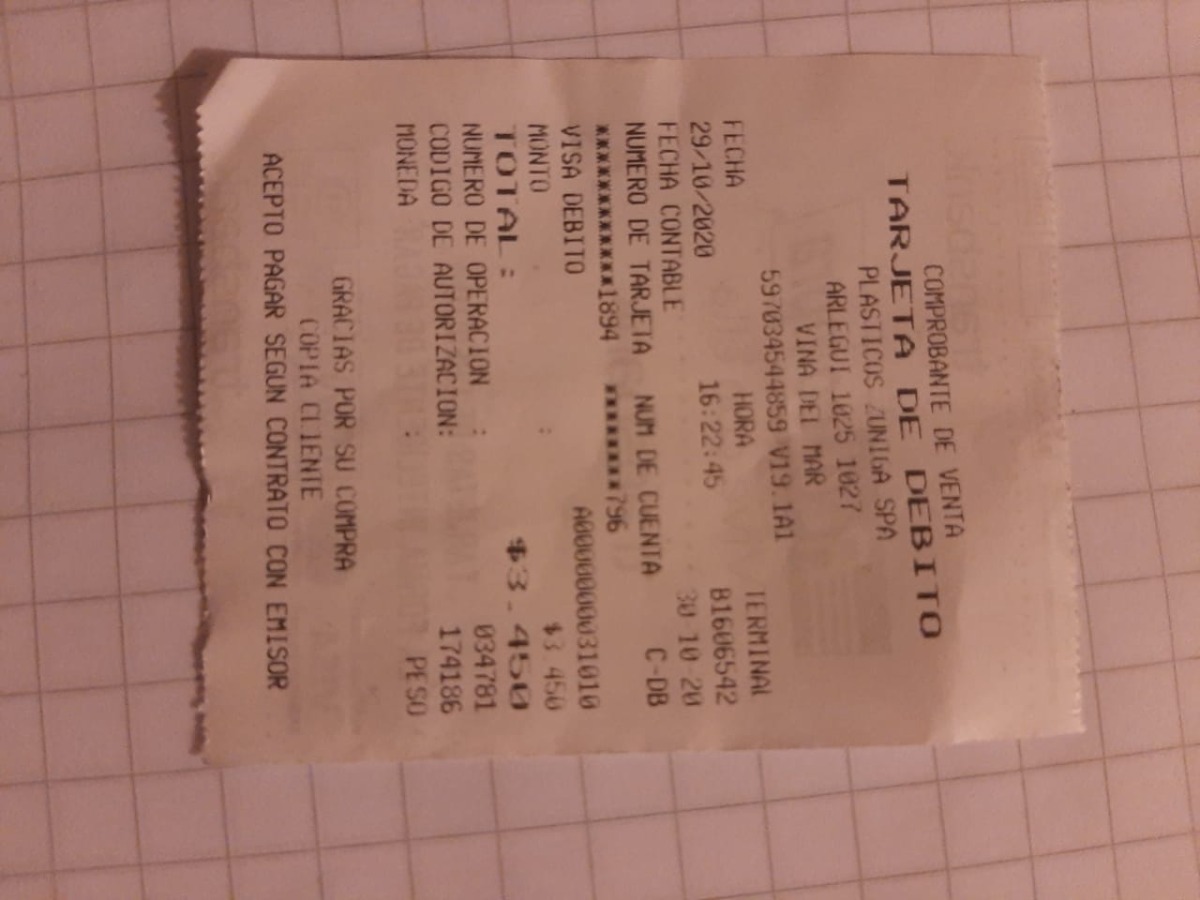 COMPROBANTE DE VENTA
TARJETA DE DEBITO
PLASTICOS ZUNIGA SPA
ARLEGUI 1025 1027
VINA DEL MAR
597034544859 V19.1A1
FECHA HORA TERMINAL
29/10/2020 16:22:45 B1606542
FECHA CONTABLE 30 10 20
NUMERO DE TARJETA NUM DE CUENTA C-DB
************1894 ********796
VISA DEBITO A0000000031010
MONTO : $3.450
TOTAL: $3.450
NUMERO DE OPERACION : 034781
CODIGO DE AUTORIZACION: 174186
MONEDA : PESO
GRACIAS POR SU COMPRA
COPIA CLIENTE
ACEPTO PAGAR SEGUN CONTRATO CON EMISOR